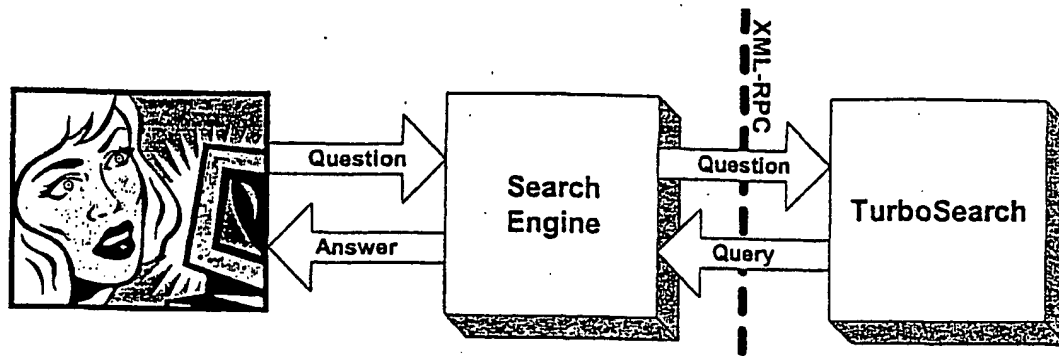 XML-RPC
Question
Question
Search
Engine
TurboSearch
Answer
Query